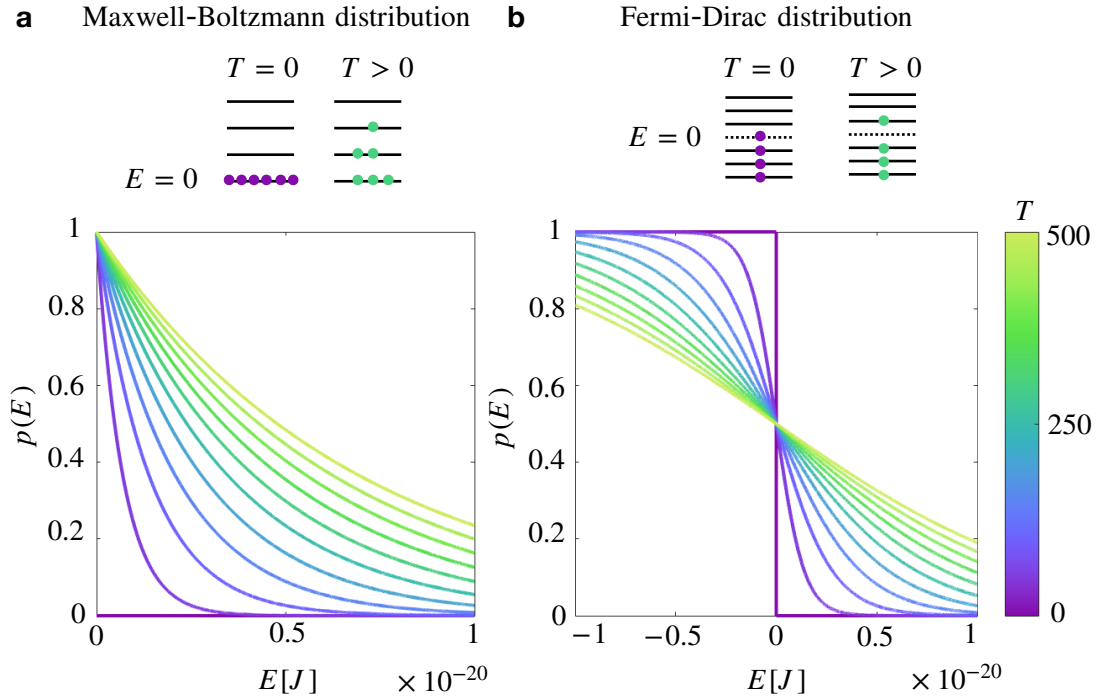 a Maxwell-Boltzmann distribution
T = 0 T > 0
E = 0
1
0.8
0.6
0.4
0.2
0
p(E)
0 0.5 1
E[J] × 10⁻²⁰
b Fermi-Dirac distribution
T = 0 T > 0
E = 0
1
0.8
0.6
0.4
0.2
0
p(E)
−1 −0.5 0 0.5 1
E[J] × 10⁻²⁰
T
500
250
0